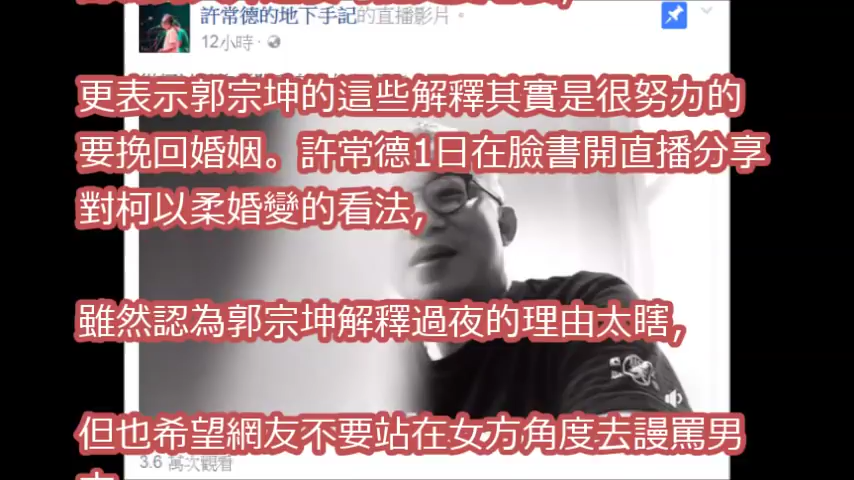 許常德的地下手記的直播影片。
12小時
更表示郭宗坤的這些解釋其實是很努力的
要挽回婚姻。許常德1日在臉書開直播分享
對柯以柔婚變的看法,
雖然認為郭宗坤解釋過夜的理由太瞎,
但也希望網友不要站在女方角度去謾罵男
3.6 萬次觀看